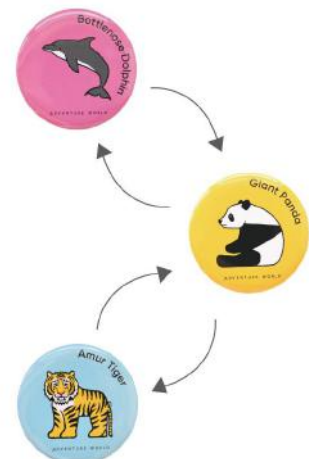 Bottlenose Dolphin
ADVENTURE WORLD
Giant Panda
ADVENTURE WORLD
Amur Tiger
ADVENTURE WORLD